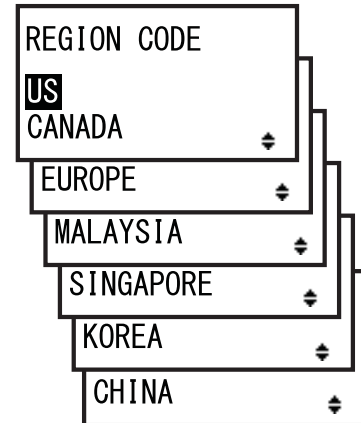 REGION CODE
US
CANADA
EUROPE
MALAYSIA
SINGAPORE
KOREA
CHINA